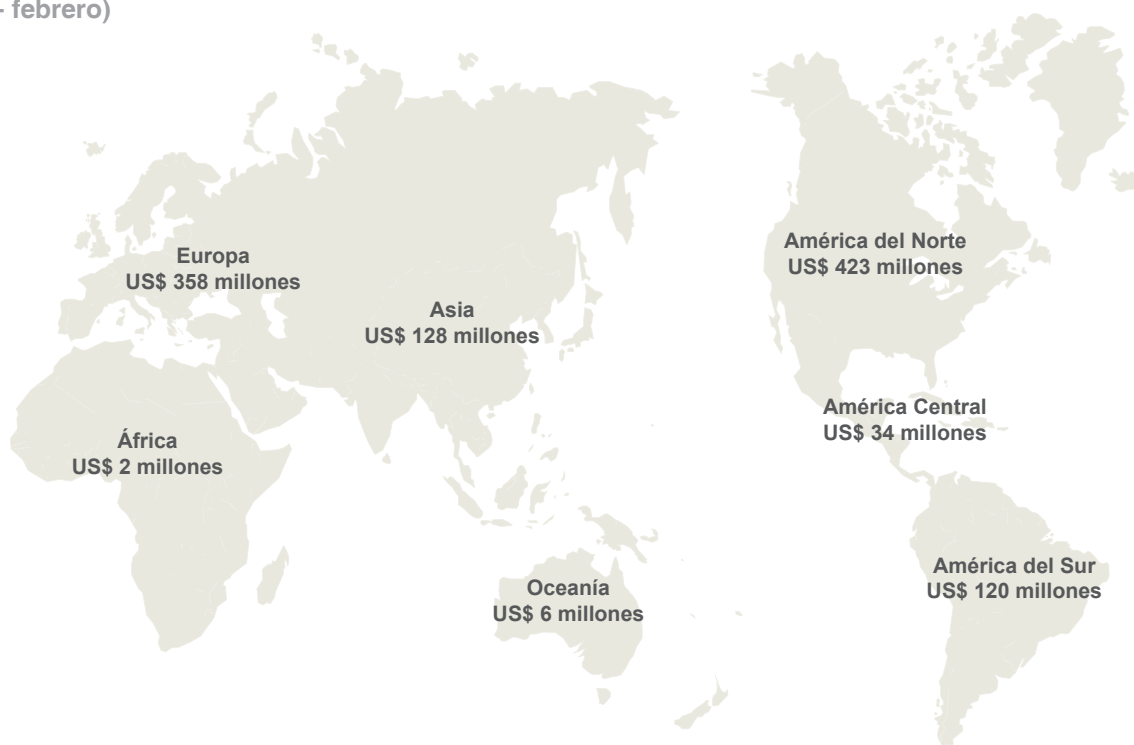 - febrero)
Europa
US$ 358 millones
Asia
US$ 128 millones
América del Norte
US$ 423 millones
América Central
US$ 34 millones
África
US$ 2 millones
América del Sur
US$ 120 millones
Oceanía
US$ 6 millones